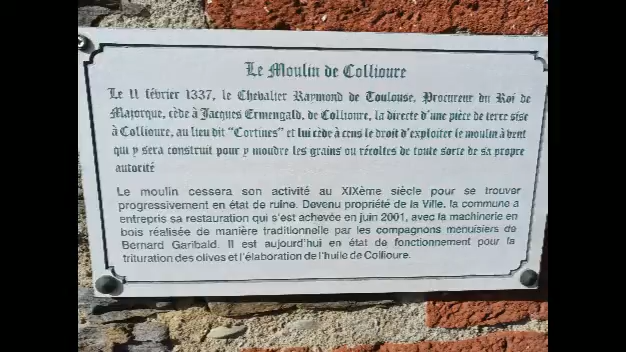 Le Moulin de Collioure
Le 11 février 1337, le Chevalier Raymond de Toulouse, Procureur du Roi de
Majorque, cède à Jacques Ermengald, de Collioure, la directe d'une pièce de terre sise
à Collioure, au lieu dit "Cortines" et lui cède à cens le droit d'exploiter le moulin à vent
qui y sera construit pour y moudre les grains ou récoltes de toute sorte de sa propre
autorité
Le moulin cessera son activité au XIXème siècle pour se trouver
progressivement en état de ruine. Devenu propriété de la Ville, la commune a
entrepris sa restauration qui s'est achevée en juin 2001, avec la machinerie en
bois réalisée de manière traditionnelle par les compagnons menuisiers de
Bernard Garibald. Il est aujourd'hui en état de fonctionnement pour la
trituration des olives et l'élaboration de l'huile de Collioure.